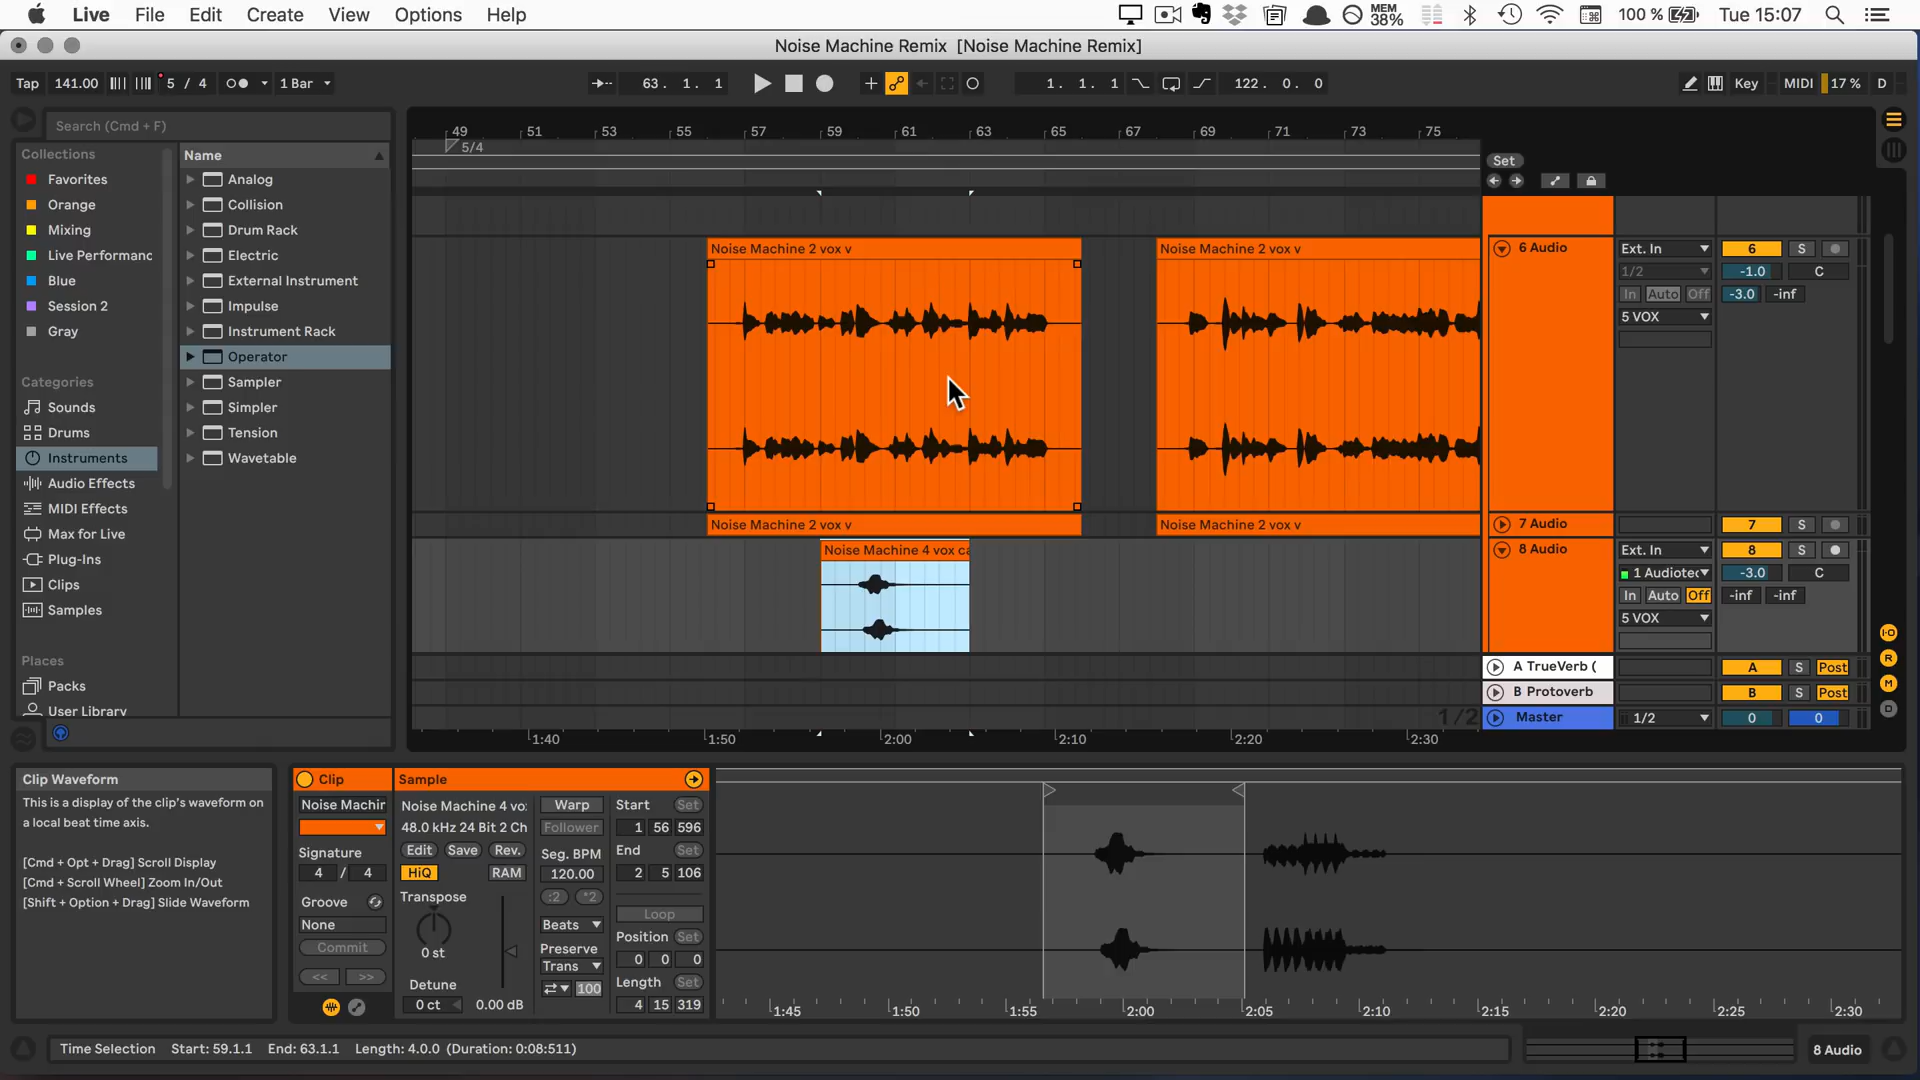 Live File Edit Create View Options Help MEM 38% 100 % Tue 15:07
Noise Machine Remix [Noise Machine Remix]
Tap 141.00 5 / 4 1 Bar 63. 1. 1 1. 1. 1 122. 0. 0 Key MIDI 17 % D
Search (Cmd + F)
Collections
Favorites
Orange
Mixing
Live Performanc
Blue
Session 2
Gray
Categories
Sounds
Drums
Instruments
Audio Effects
MIDI Effects
Max for Live
Plug-Ins
Clips
Samples
Places
Packs
User Library
Name
Analog
Collision
Drum Rack
Electric
External Instrument
Impulse
Instrument Rack
Operator
Sampler
Simpler
Tension
Wavetable
49 51 53 55 57 59 61 63 65 67 69 71 73 75
5/4
Set
Noise Machine 2 vox v Noise Machine 2 vox v
6 Audio Ext. In 6 S
1/2 -1.0 C
In Auto Off -3.0 -inf
5 VOX
Noise Machine 2 vox v Noise Machine 2 vox v
7 Audio 7 S
Noise Machine 4 vox ca
8 Audio Ext. In 8 S
1 Audiotec -3.0 C
In Auto Off -inf -inf
5 VOX
A TrueVerb ( A S Post
B Protoverb B S Post
1/2 Master 1/2 0 0
1:40 1:50 2:00 2:10 2:20 2:30
I·O
R
M
D
Clip Waveform
This is a display of the clip's waveform on
a local beat time axis.
[Cmd + Opt + Drag] Scroll Display
[Cmd + Scroll Wheel] Zoom In/Out
[Shift + Option + Drag] Slide Waveform
Clip
Noise Machir
Signature
4 / 4
Groove
None
Commit
<< >>
Sample
Noise Machine 4 vo:
48.0 kHz 24 Bit 2 Ch
Edit Save Rev.
HiQ RAM
Transpose
0 st
Detune
0 ct 0.00 dB
Warp
Follower
Seg. BPM
120.00
:2 *2
Beats
Preserve
Trans
100
Start Set
1 56 596
End Set
2 5 106
Loop
Position Set
0 0 0
Length Set
4 15 319
1:45 1:50 1:55 2:00 2:05 2:10 2:15 2:20 2:25 2:30
Time Selection Start: 59.1.1 End: 63.1.1 Length: 4.0.0 (Duration: 0:08:511)
8 Audio